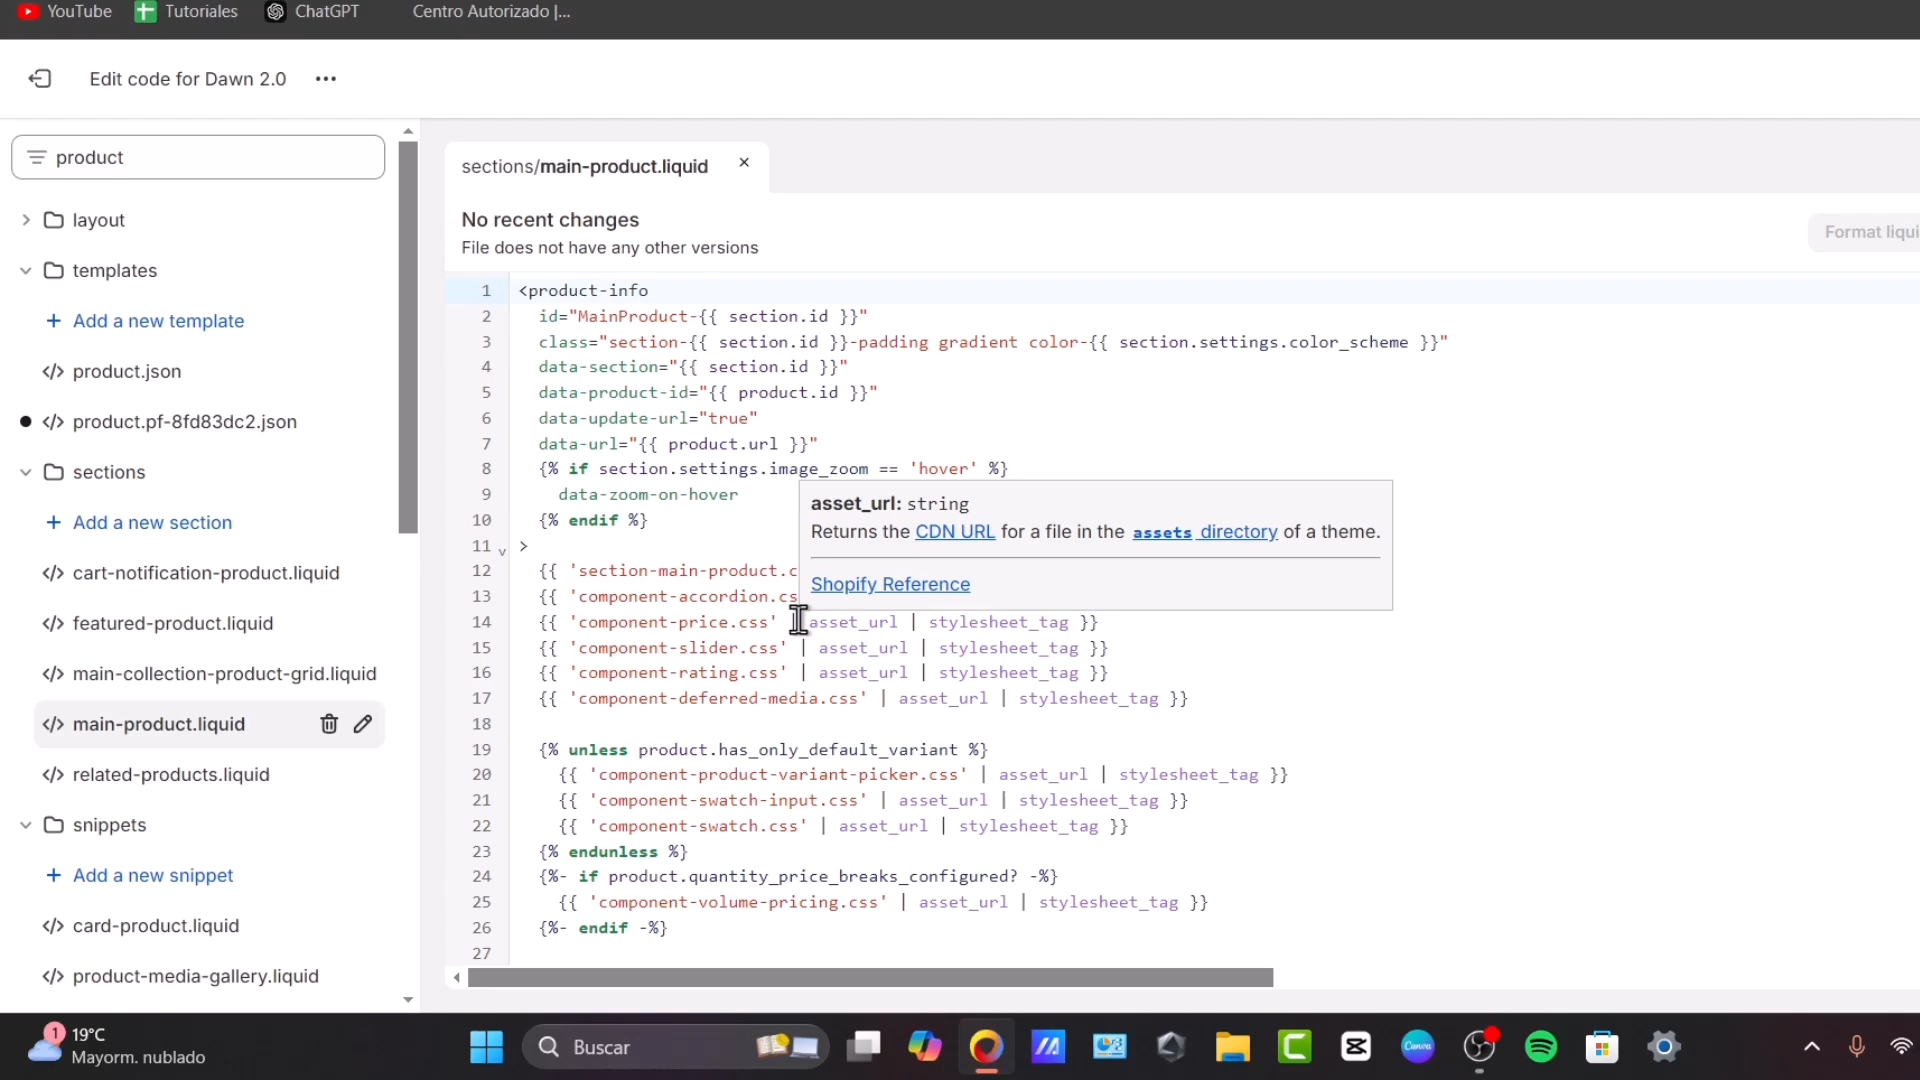 YouTube Tutoriales ChatGPT Centro Autorizado |...
Edit code for Dawn 2.0 •••
product
layout
templates
+ Add a new template
</> product.json
</> product.pf-8fd83dc2.json
sections
+ Add a new section
</> cart-notification-product.liquid
</> featured-product.liquid
</> main-collection-product-grid.liquid
</> main-product.liquid
</> related-products.liquid
snippets
+ Add a new snippet
</> card-product.liquid
</> product-media-gallery.liquid
sections/main-product.liquid ×
No recent changes
File does not have any other versions
Format liqui
1 <product-info
2 id="MainProduct-{{ section.id }}"
3 class="section-{{ section.id }}-padding gradient color-{{ section.settings.color_scheme }}"
4 data-section="{{ section.id }}"
5 data-product-id="{{ product.id }}"
6 data-update-url="true"
7 data-url="{{ product.url }}"
8 {% if section.settings.image_zoom == 'hover' %}
9 data-zoom-on-hover
10 {% endif %}
11 >
12 {{ 'section-main-product.c
13 {{ 'component-accordion.cs
14 {{ 'component-price.css' | asset_url | stylesheet_tag }}
15 {{ 'component-slider.css' | asset_url | stylesheet_tag }}
16 {{ 'component-rating.css' | asset_url | stylesheet_tag }}
17 {{ 'component-deferred-media.css' | asset_url | stylesheet_tag }}
18
19 {% unless product.has_only_default_variant %}
20 {{ 'component-product-variant-picker.css' | asset_url | stylesheet_tag }}
21 {{ 'component-swatch-input.css' | asset_url | stylesheet_tag }}
22 {{ 'component-swatch.css' | asset_url | stylesheet_tag }}
23 {% endunless %}
24 {%- if product.quantity_price_breaks_configured? -%}
25 {{ 'component-volume-pricing.css' | asset_url | stylesheet_tag }}
26 {%- endif -%}
27
asset_url: string
Returns the CDN URL for a file in the assets directory of a theme.
Shopify Reference
1
19°C
Mayorm. nublado
Buscar
Canva